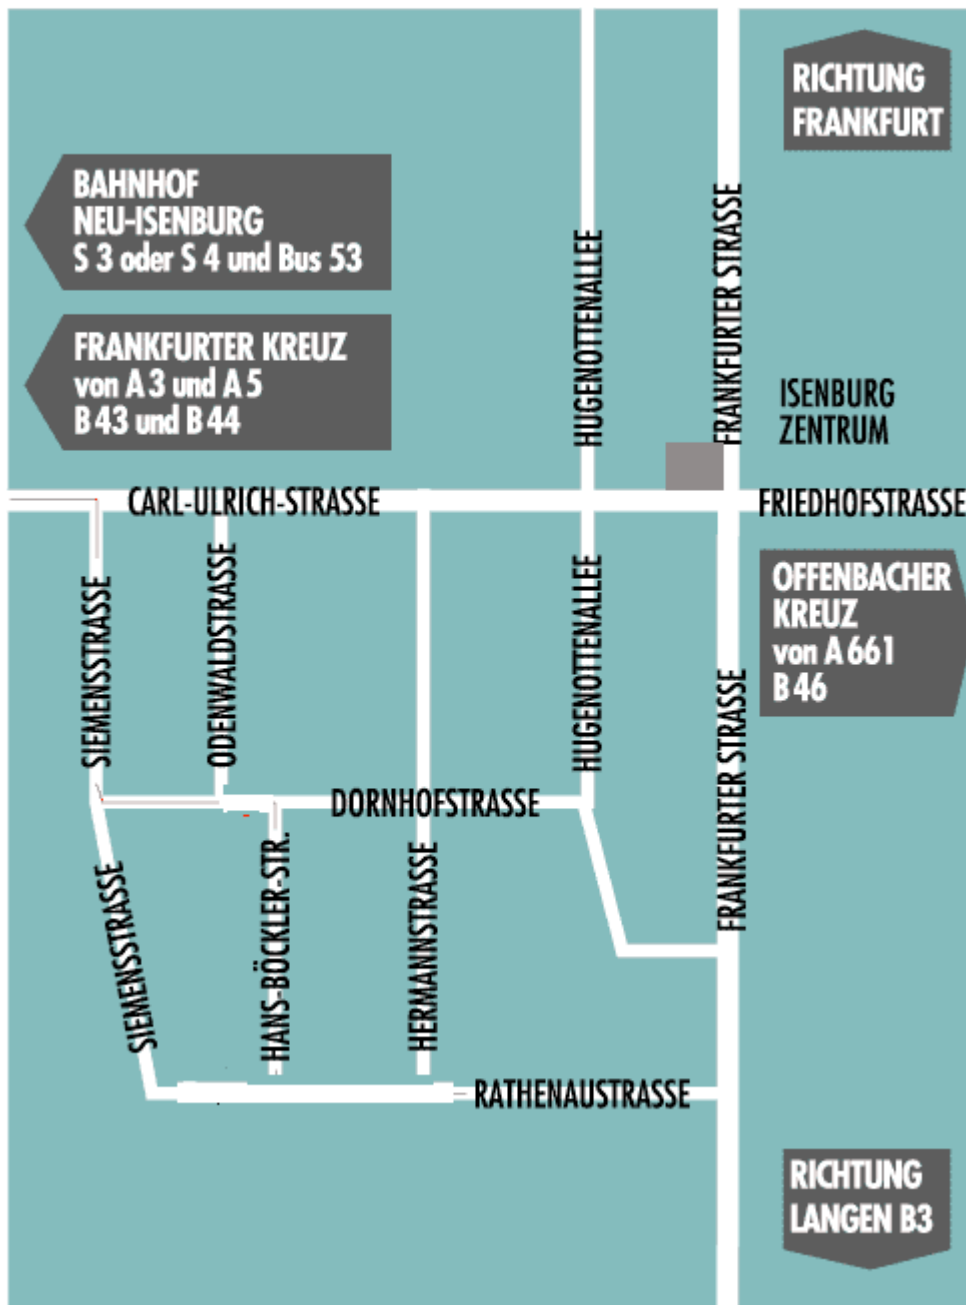 RICHTUNG
FRANKFURT
BAHNHOF
NEU-ISENBURG
S 3 oder S 4 und Bus 53
FRANKFURTER KREUZ
von A 3 und A 5
B 43 und B 44
HUGENOTTENALLEE
FRANKFURTER STRASSE
ISENBURG
ZENTRUM
CARL-ULRICH-STRASSE
FRIEDHOFSTRASSE
OFFENBACHER
KREUZ
von A 661
B 46
SIEMENSSTRASSE
ODENWALDSTRASSE
HUGENOTTENALLEE
FRANKFURTER STRASSE
DORNHOFSTRASSE
SIEMENSSTRASSE
HANS-BÖCKLER-STR.
HERMANNSTRASSE
RATHENAUSTRASSE
RICHTUNG
LANGEN B3